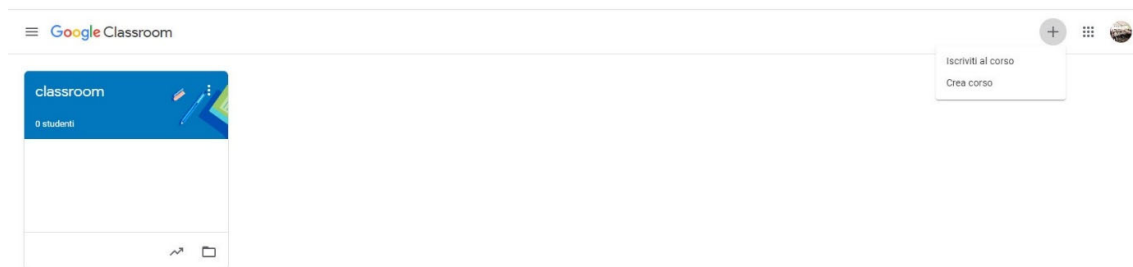 Google Classroom
Iscriviti al corso
Crea corso
classroom
0 studenti